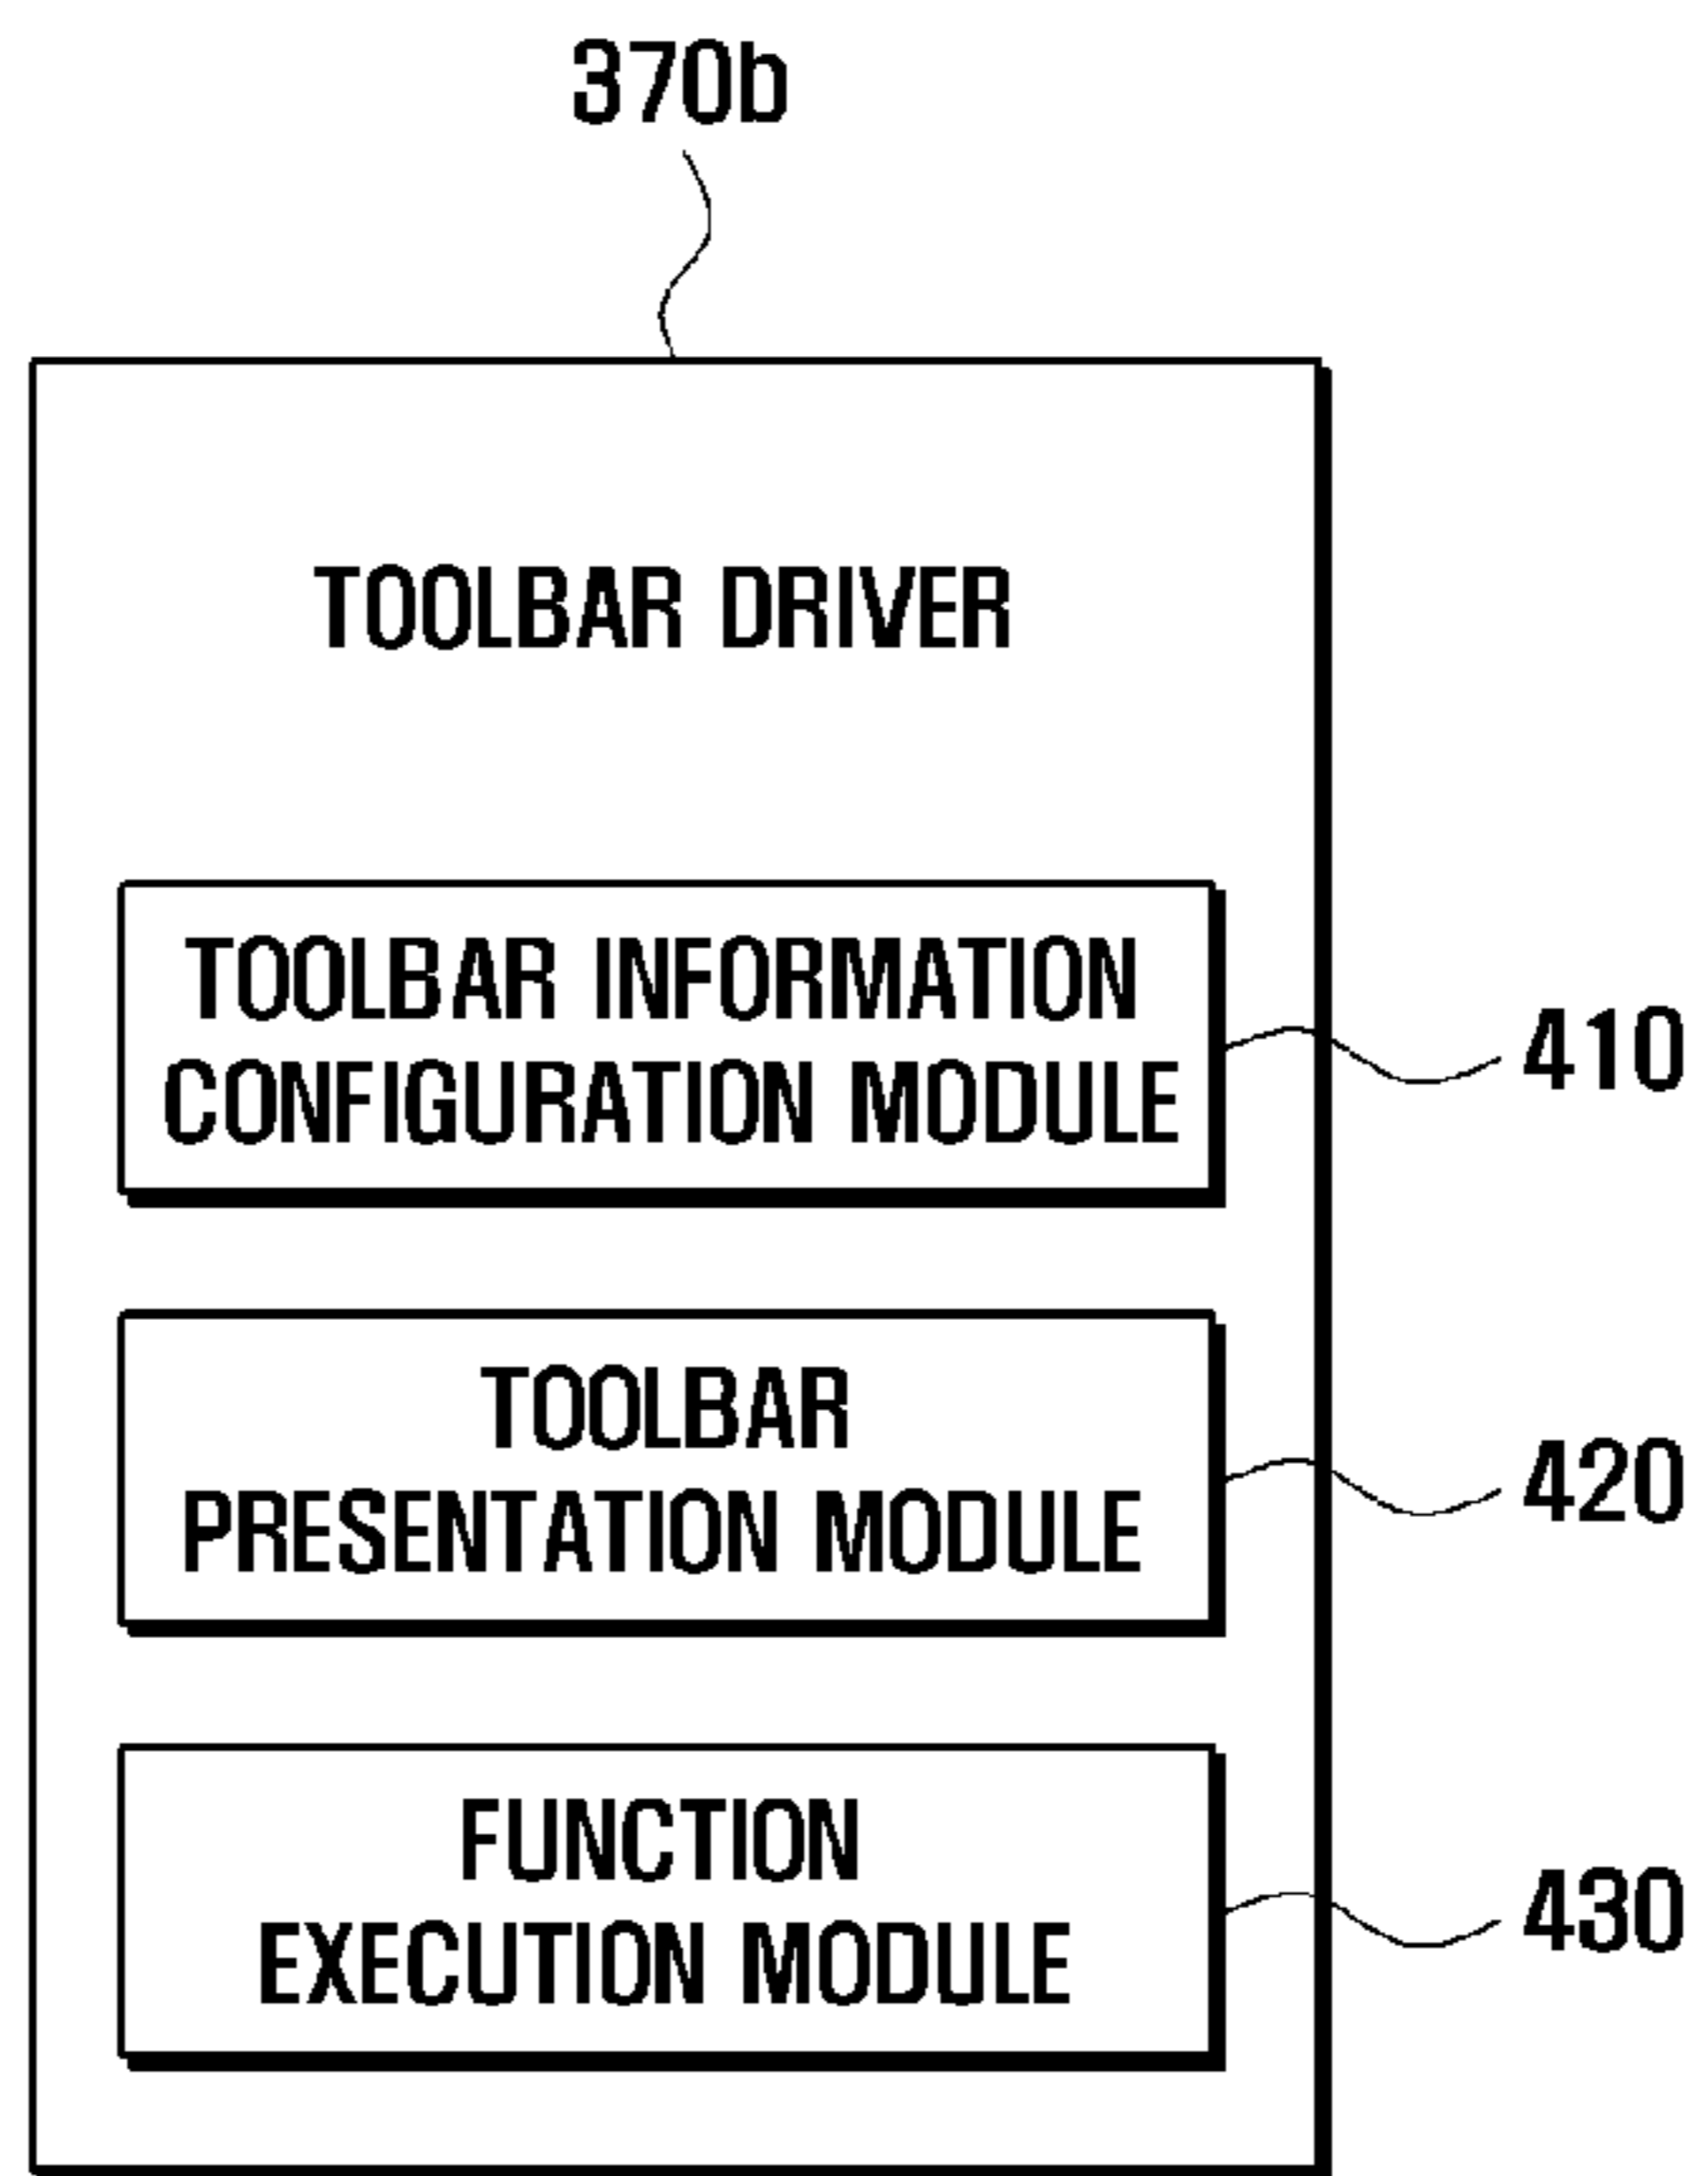 370b
TOOLBAR DRIVER
TOOLBAR INFORMATION
CONFIGURATION MODULE
410
TOOLBAR
PRESENTATION MODULE
420
FUNCTION
EXECUTION MODULE
430